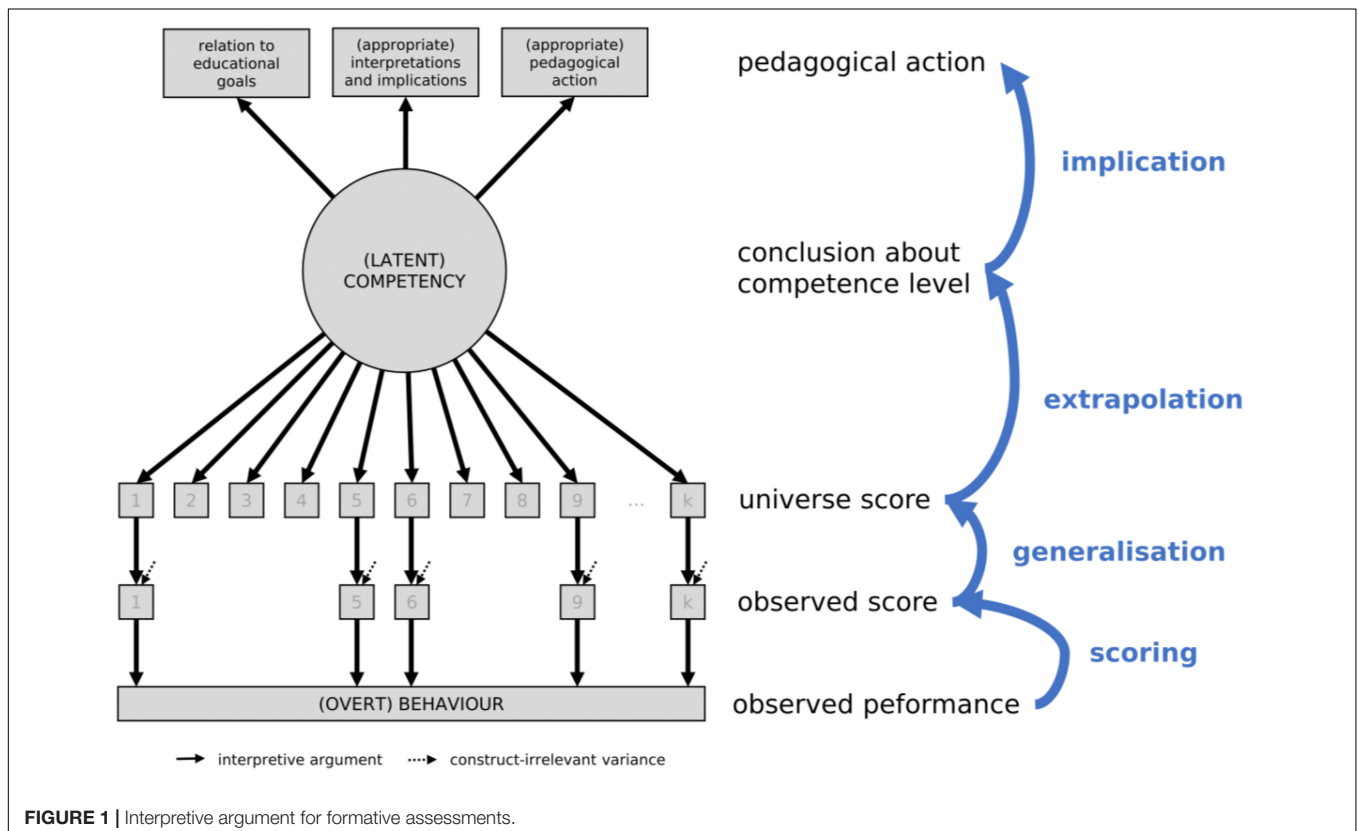 relation to
educational
goals
(appropriate)
interpretations
and implications
(appropriate)
pedagogical
action
pedagogical action
implication
(LATENT)
COMPETENCY
conclusion about
competence level
extrapolation
1 2 3 4 5 6 7 8 9 ... k
universe score
generalisation
1 5 6 9 k
observed score
scoring
(OVERT) BEHAVIOUR
observed peformance
interpretive argument
construct-irrelevant variance
FIGURE 1 | Interpretive argument for formative assessments.